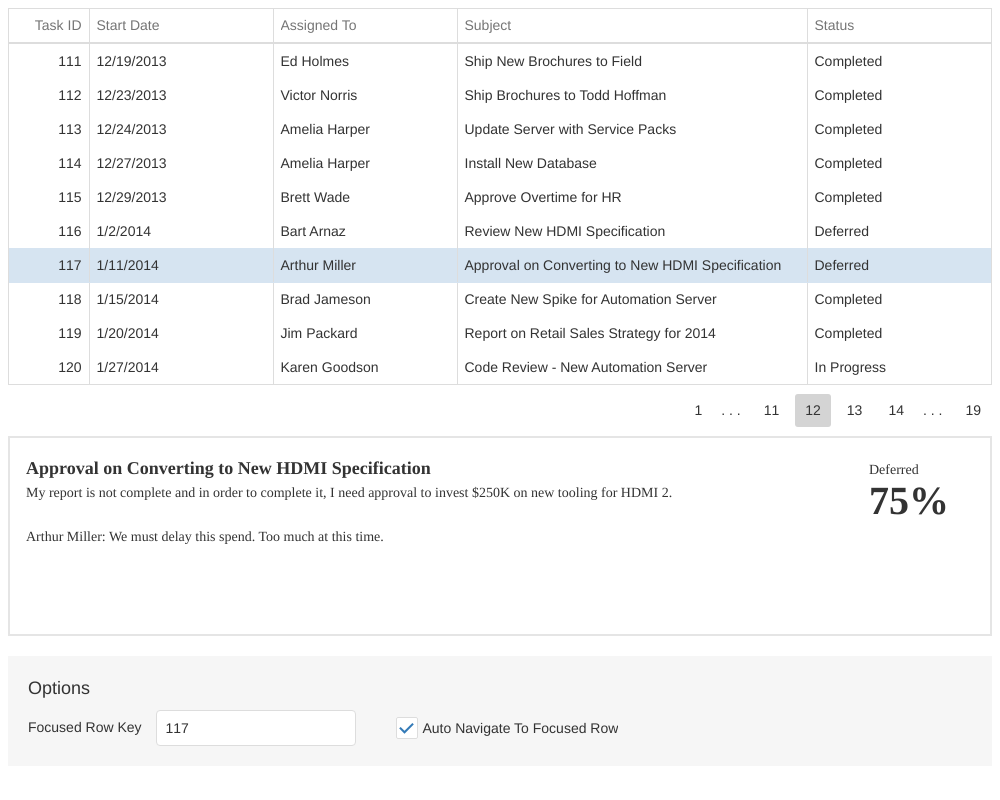 Task ID Start Date Assigned To Subject Status
111 12/19/2013 Ed Holmes Ship New Brochures to Field Completed
112 12/23/2013 Victor Norris Ship Brochures to Todd Hoffman Completed
113 12/24/2013 Amelia Harper Update Server with Service Packs Completed
114 12/27/2013 Amelia Harper Install New Database Completed
115 12/29/2013 Brett Wade Approve Overtime for HR Completed
116 1/2/2014 Bart Arnaz Review New HDMI Specification Deferred
117 1/11/2014 Arthur Miller Approval on Converting to New HDMI Specification Deferred
118 1/15/2014 Brad Jameson Create New Spike for Automation Server Completed
119 1/20/2014 Jim Packard Report on Retail Sales Strategy for 2014 Completed
120 1/27/2014 Karen Goodson Code Review - New Automation Server In Progress
1 . . . 11 12 13 14 . . . 19
Approval on Converting to New HDMI Specification Deferred
My report is not complete and in order to complete it, I need approval to invest $250K on new tooling for HDMI 2. 75%
Arthur Miller: We must delay this spend. Too much at this time.
Options
Focused Row Key 117 Auto Navigate To Focused Row